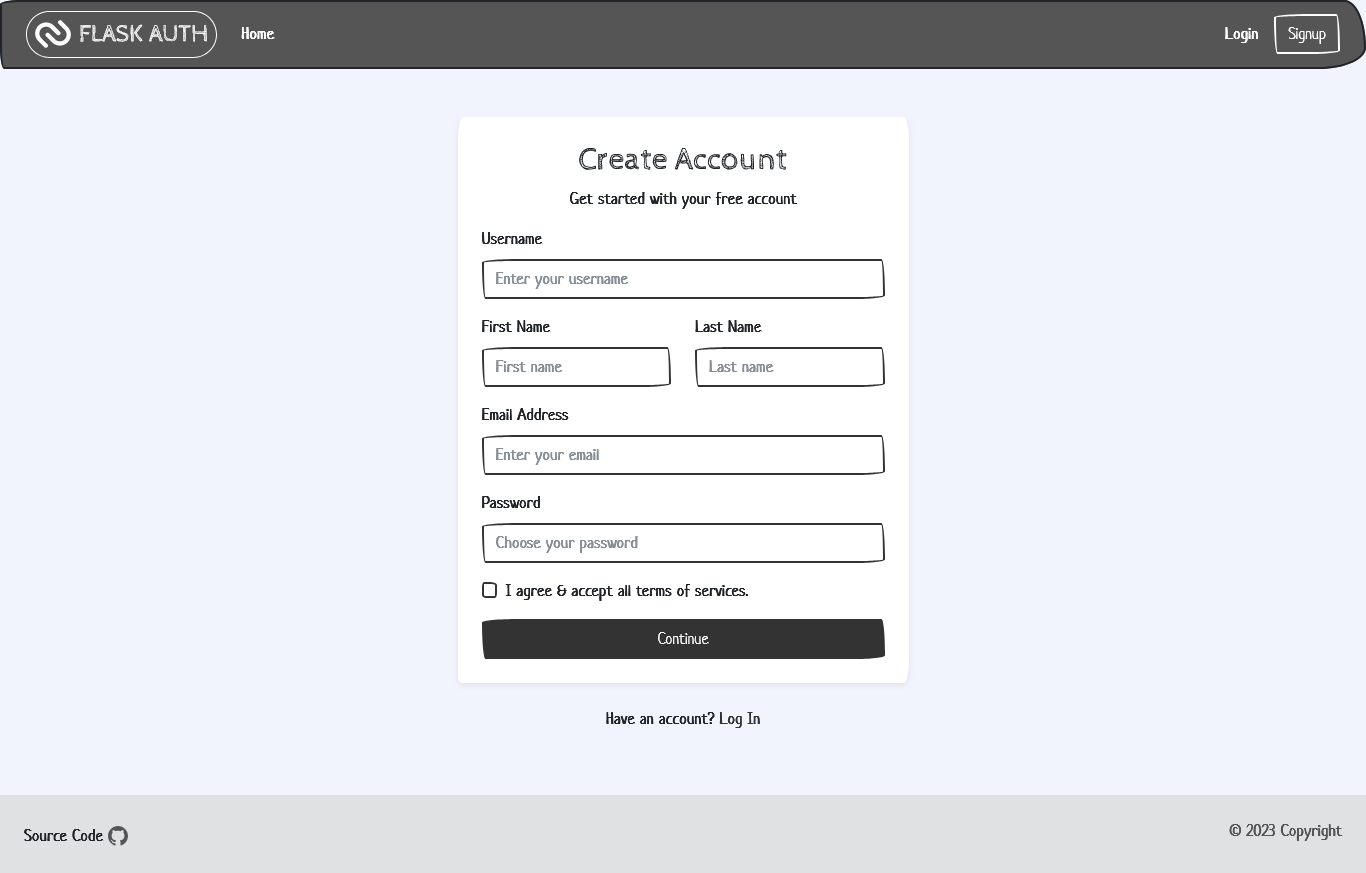 FLASK AUTH Home Login Signup
Create Account
Get started with your free account
Username
Enter your username
First Name Last Name
First name Last name
Email Address
Enter your email
Password
Choose your password
I agree & accept all terms of services.
Continue
Have an account? Log In
Source Code © 2023 Copyright